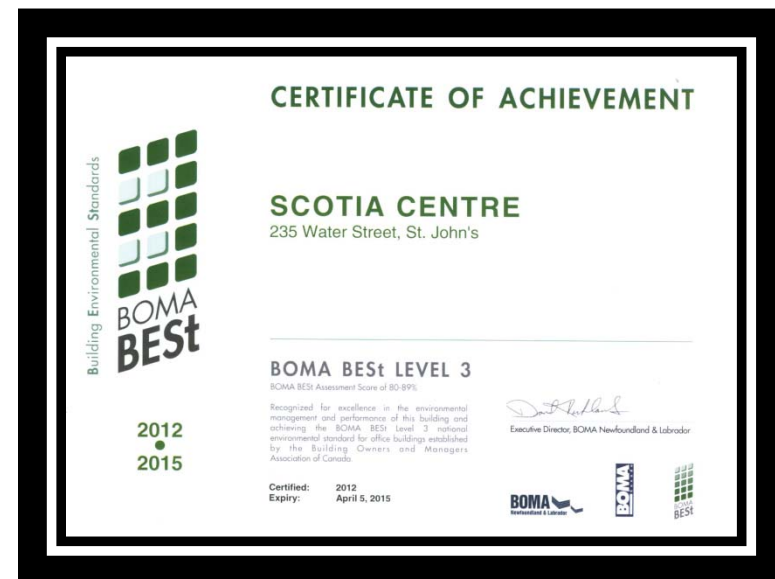 CERTIFICATE OF ACHIEVEMENT
Building Environmental Standards
BOMA
BESt
2012
2015
SCOTIA CENTRE
235 Water Street, St. John's
BOMA BESt LEVEL 3
BOMA BESt Assessment Score of 80-89%
Recognized for excellence in the environmental
management and performance of this building and
achieving the BOMA BESt Level 3 national
environmental standard for office buildings established
by the Building Owners and Managers
Association of Canada
Certified: 2012
Expiry: April 5, 2015
Executive Director, BOMA Newfoundland & Labrador
BOMA
Newfoundland & Labrador
BOMA
BOMA
BESt